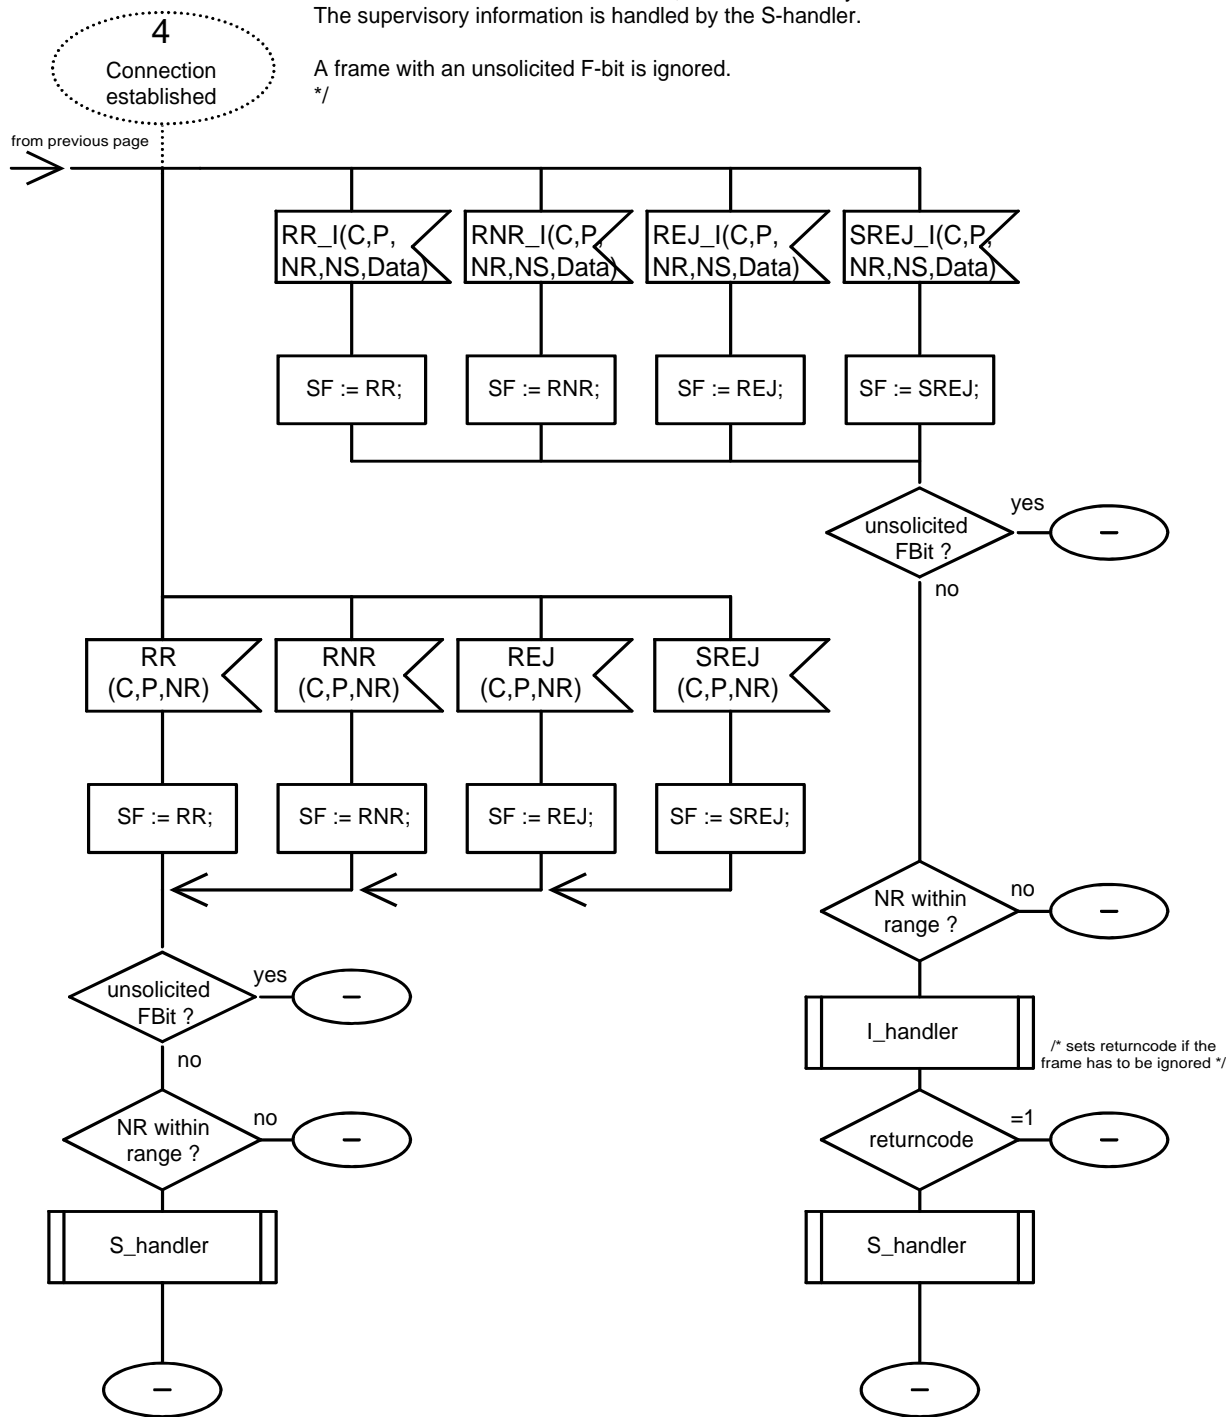 The supervisory information is handled by the S-handler.
A frame with an unsolicited F-bit is ignored.
*/
4
Connection
established
from previous page
RR_I(C,P,
NR,NS,Data)
RNR_I(C,P,
NR,NS,Data)
REJ_I(C,P,
NR,NS,Data)
SREJ_I(C,P,
NR,NS,Data)
SF := RR;
SF := RNR;
SF := REJ;
SF := SREJ;
unsolicited
FBit ?
yes
–
no
RR
(C,P,NR)
RNR
(C,P,NR)
REJ
(C,P,NR)
SREJ
(C,P,NR)
SF := RR;
SF := RNR;
SF := REJ;
SF := SREJ;
NR within
range ?
no
–
unsolicited
FBit ?
yes
–
no
I_handler
/* sets returncode if the
frame has to be ignored */
NR within
range ?
no
–
returncode
=1
–
S_handler
S_handler
–
–